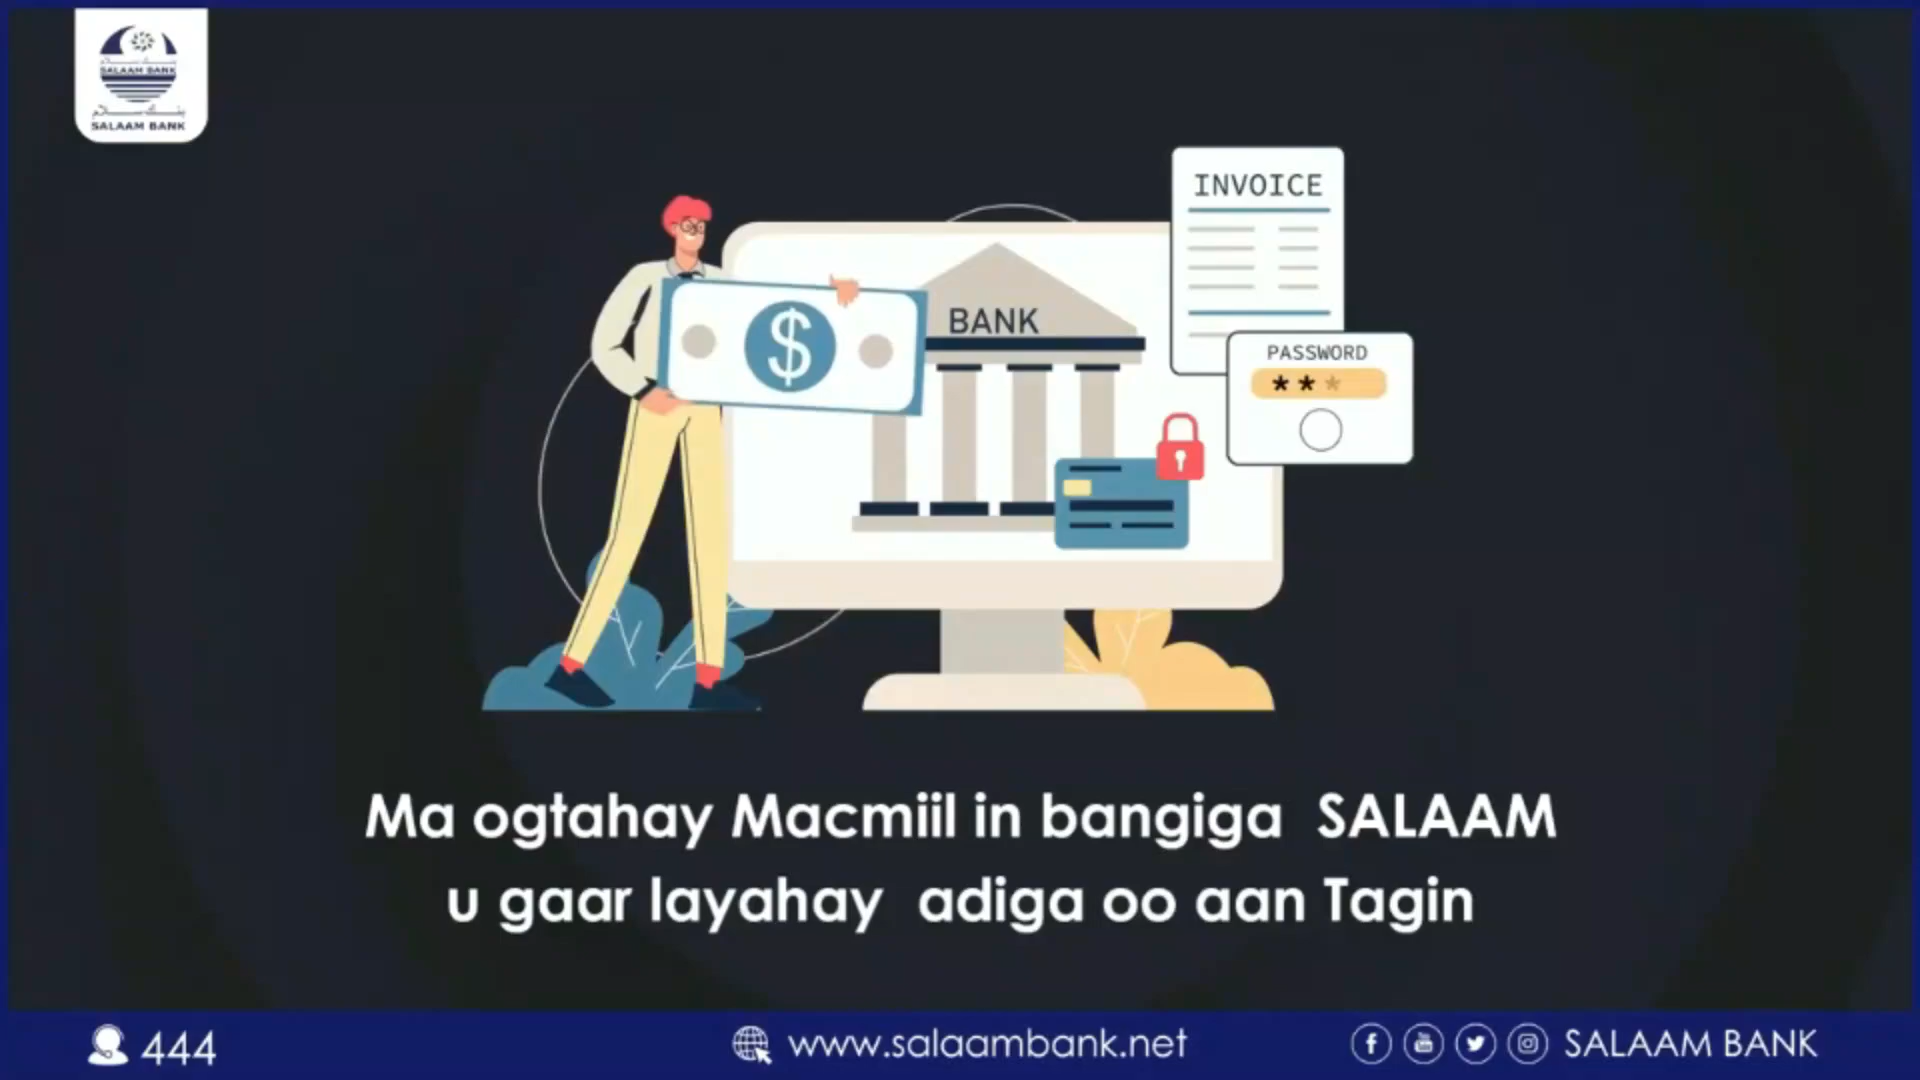 SALAAM BANK
SALAAM BANK
INVOICE
BANK
$
PASSWORD
***
Ma ogtahay Macmiil in bangiga SALAAM
u gaar layahay adiga oo aan Tagin
444
www.salaambank.net
SALAAM BANK